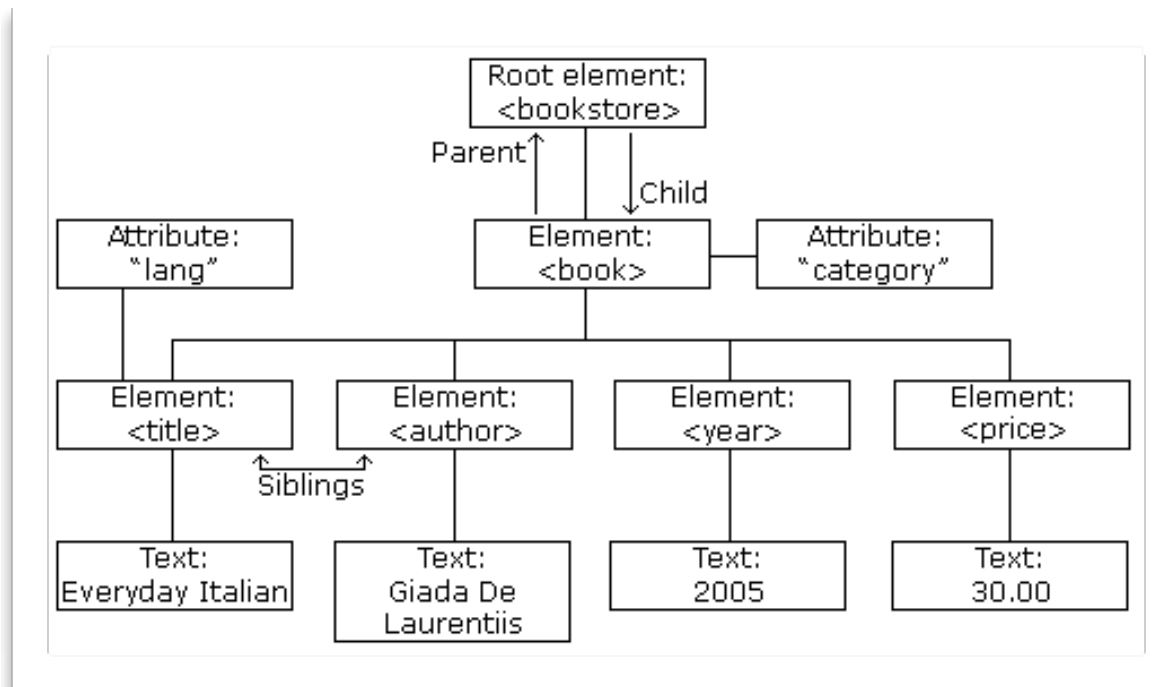 Root element:
<bookstore>
Parent
Child
Attribute:
“lang”
Element:
<book>
Attribute:
“category”
Element:
<title>
Element:
<author>
Element:
<year>
Element:
<price>
Siblings
Text:
Everyday Italian
Text:
Giada De
Laurentiis
Text:
2005
Text:
30.00